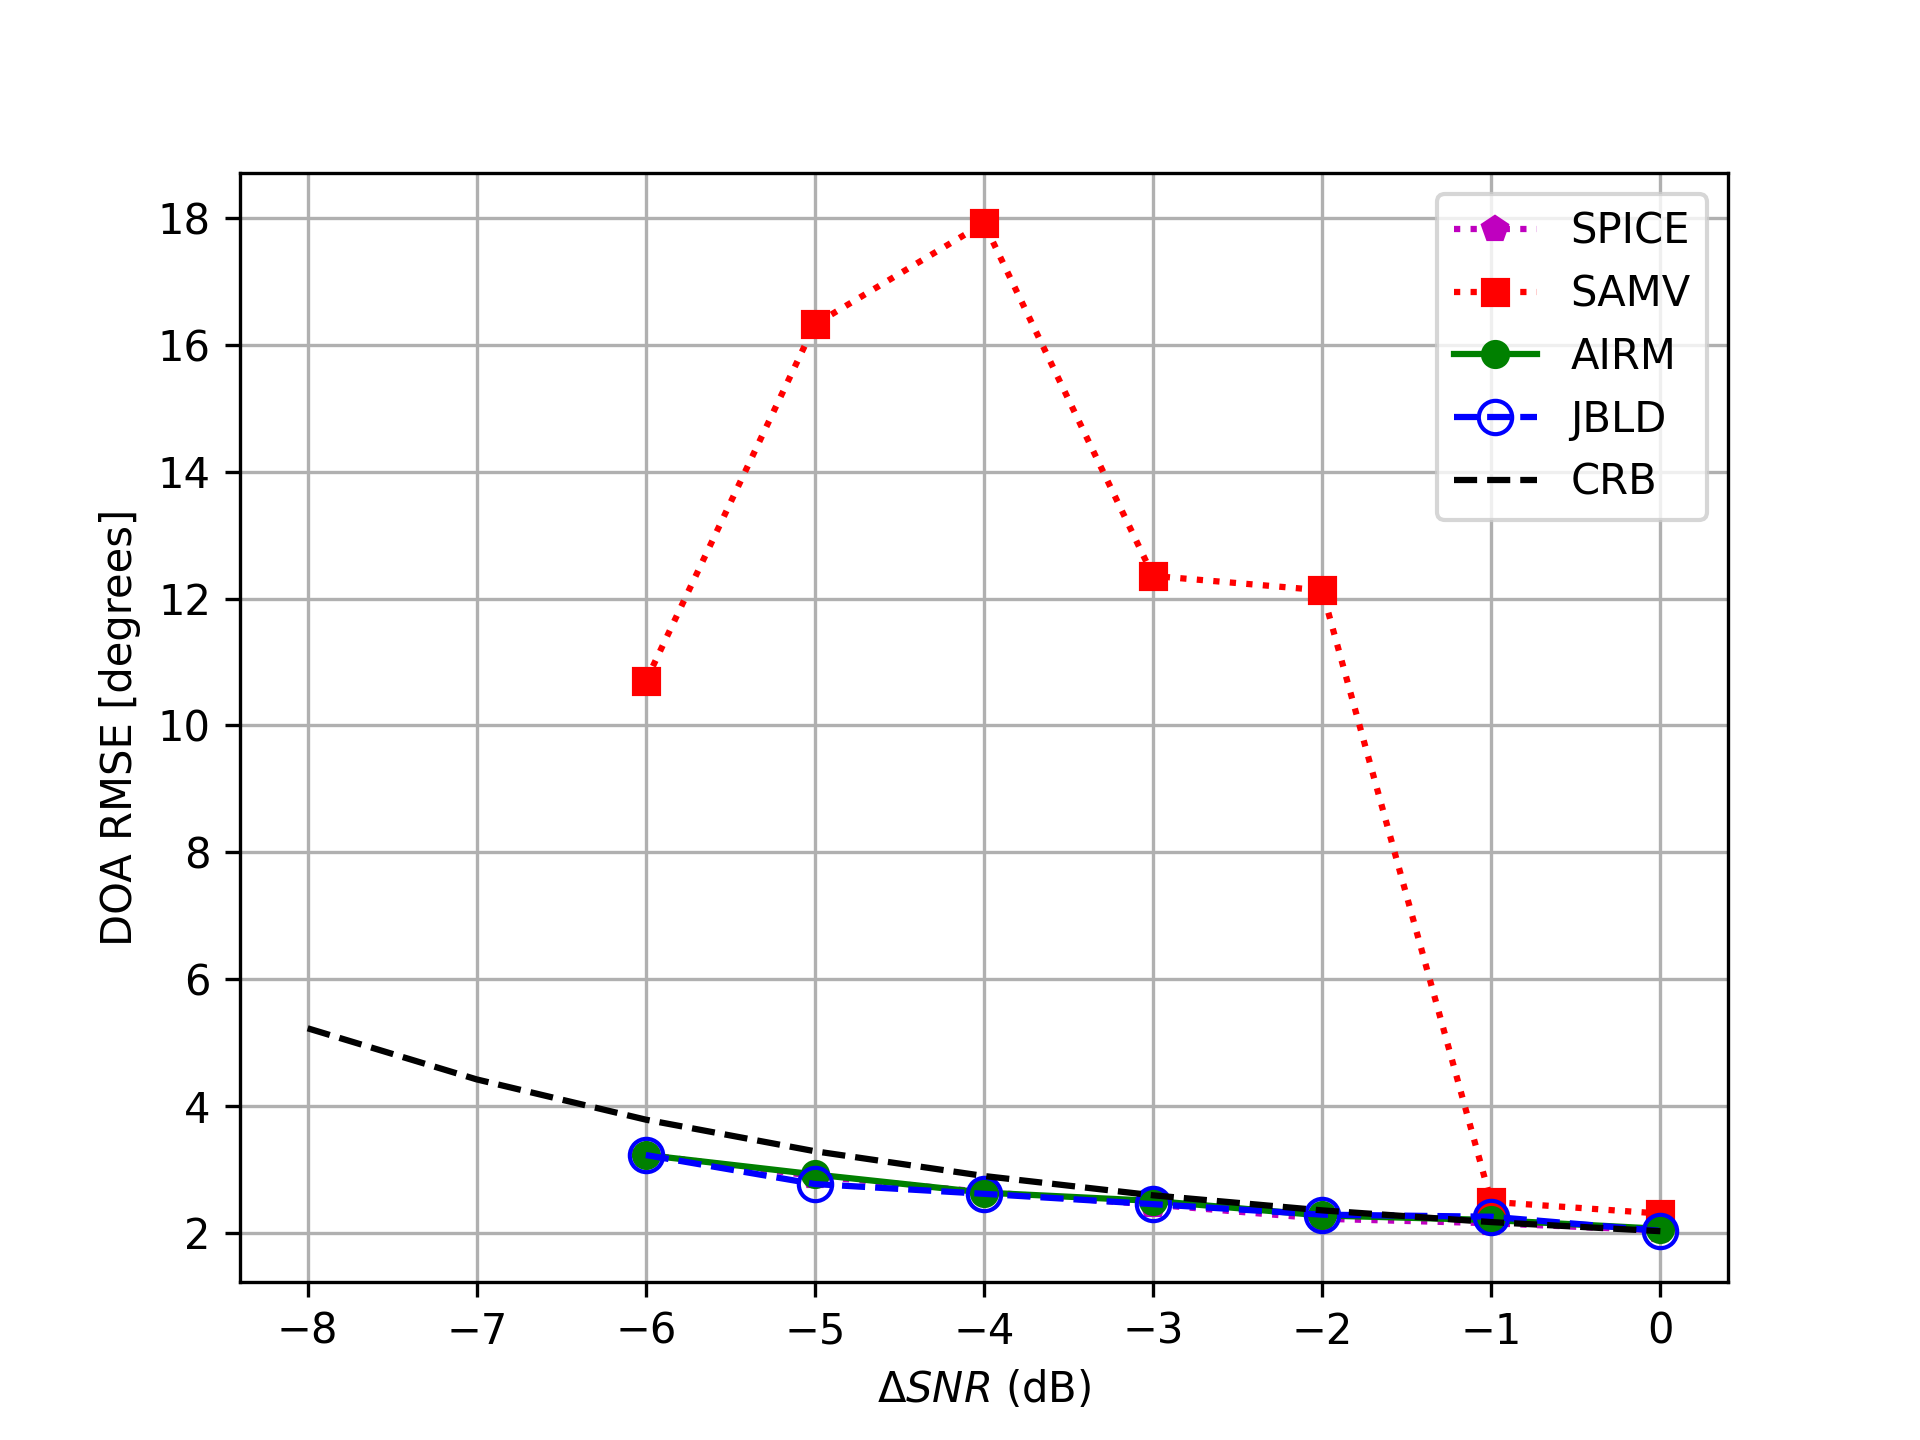 18
16
14
12
10
8
6
4
2
DOA RMSE [degrees]
SPICE
SAMV
AIRM
JBLD
CRB
−8 −7 −6 −5 −4 −3 −2 −1 0
ΔSNR (dB)